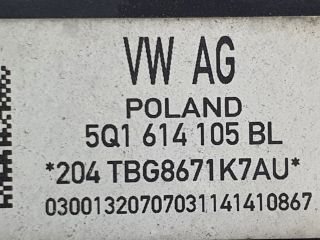 VW AG
POLAND
5Q1 614 105 BL
*204 TBG8671K7AU*
03001320707031141410867